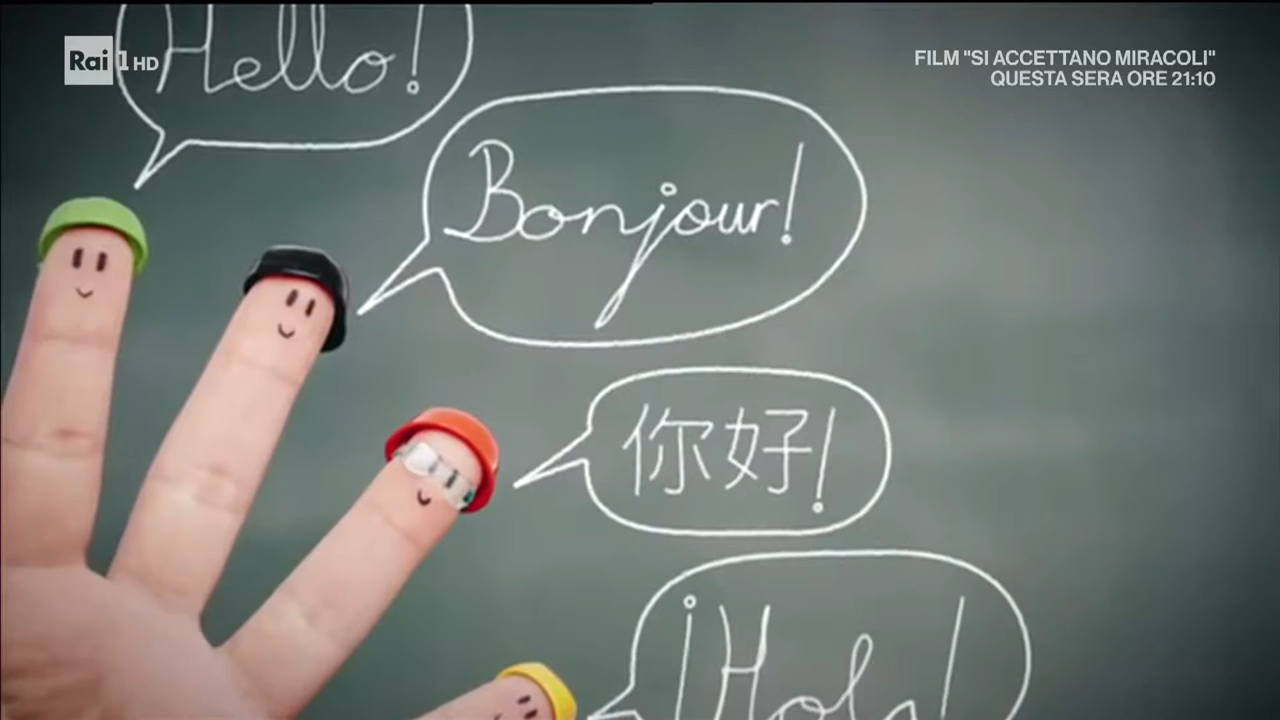 Rai 1 HD
FILM "SI ACCETTANO MIRACOLI"
QUESTA SERA ORE 21:10
Hello!
Bonjour!
你好!
¡Hola!